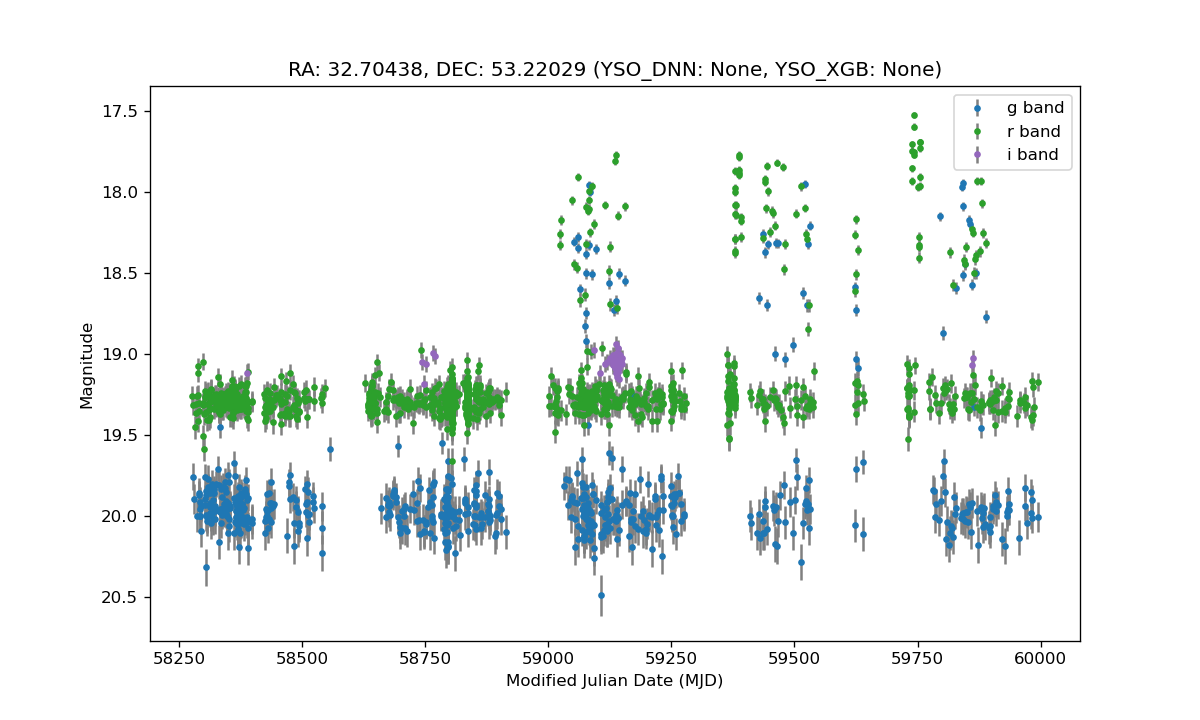 RA: 32.70438, DEC: 53.22029 (YSO_DNN: None, YSO_XGB: None)
g band
r band
i band
17.5
18.0
18.5
19.0
19.5
20.0
20.5
Magnitude
58250 58500 58750 59000 59250 59500 59750 60000
Modified Julian Date (MJD)